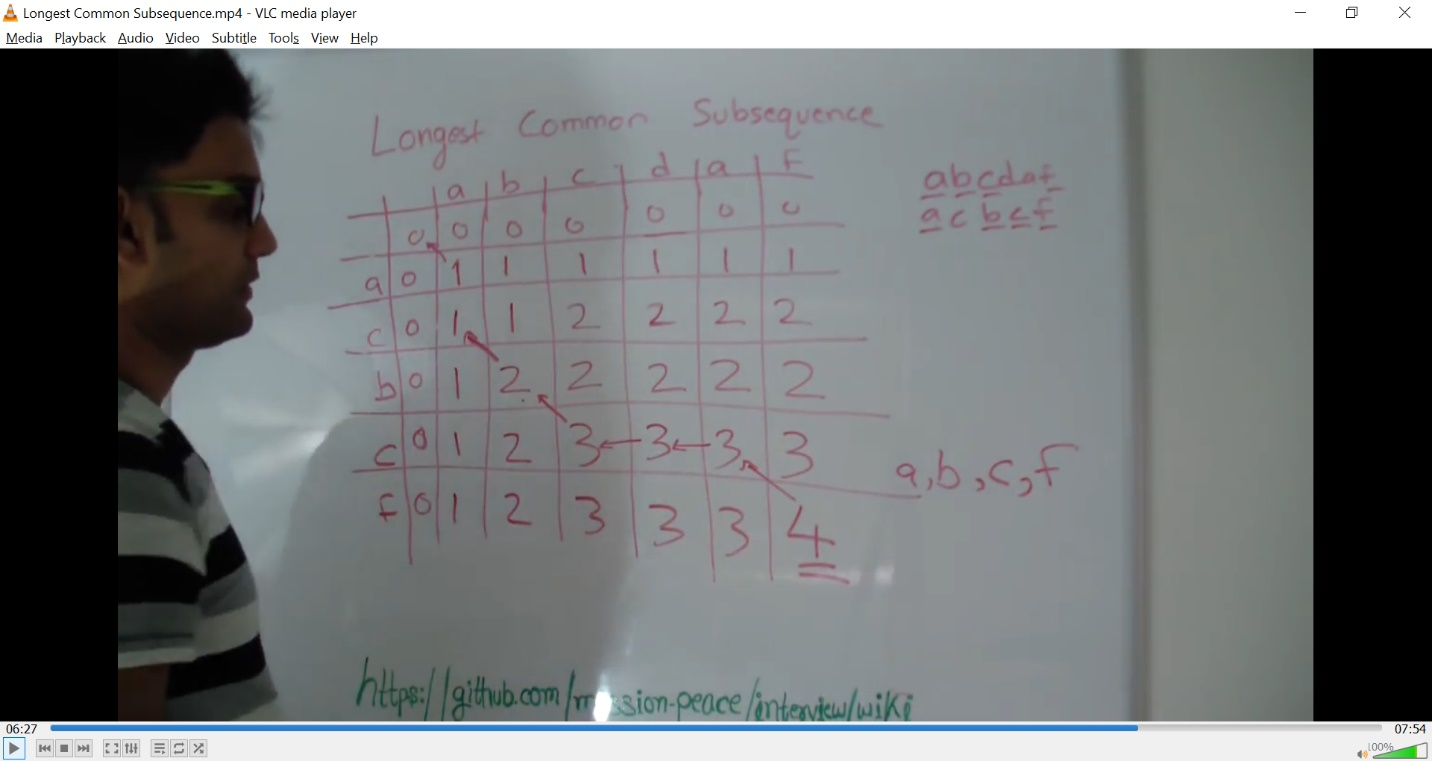 Longest Common Subsequence.mp4 - VLC media player
Media Playback Audio Video Subtitle Tools View Help
Longest Common Subsequence
a b c d a f
0 0 0 0 0 0 0
a 0 1 1 1 1 1 1
c 0 1 1 2 2 2 2
b 0 1 2 2 2 2 2
c 0 1 2 3 3 3 3
f 0 1 2 3 3 3 4
abcdaf
acbcf
a,b,c,f
https://github.com/mission-peace/interview/wiki
06:27 07:54
100%